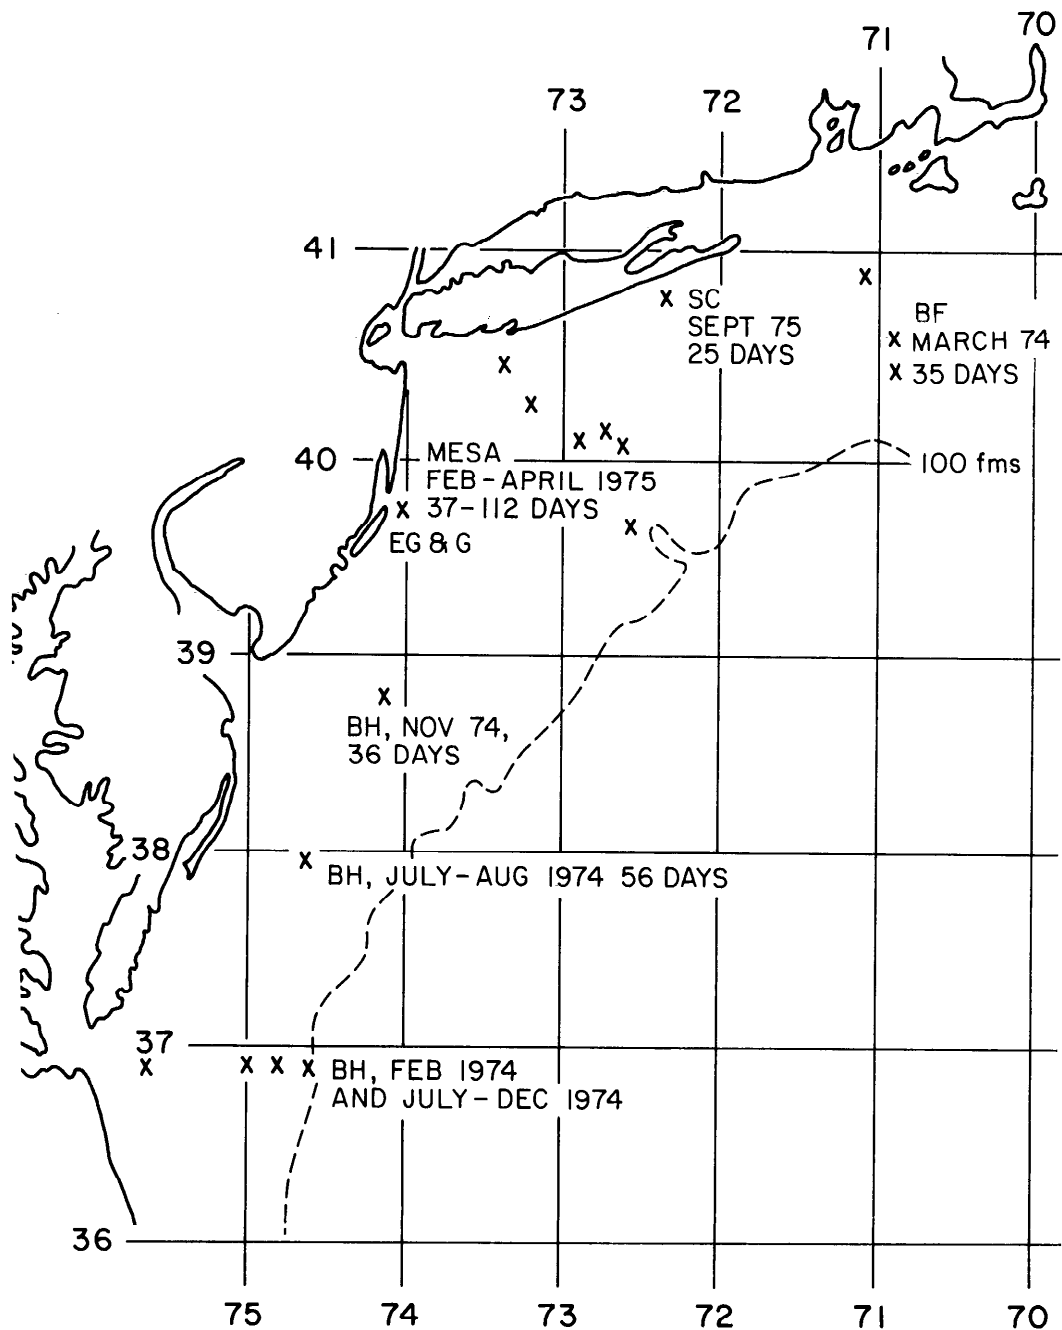 70
71
73
72
41
SC
SEPT 75
25 DAYS
BF
MARCH 74
35 DAYS
40
MESA
FEB-APRIL 1975
37-112 DAYS
100 fms
EG & G
39
BH, NOV 74,
36 DAYS
38
BH, JULY-AUG 1974 56 DAYS
37
BH, FEB 1974
AND JULY-DEC 1974
36
75 74 73 72 71 70